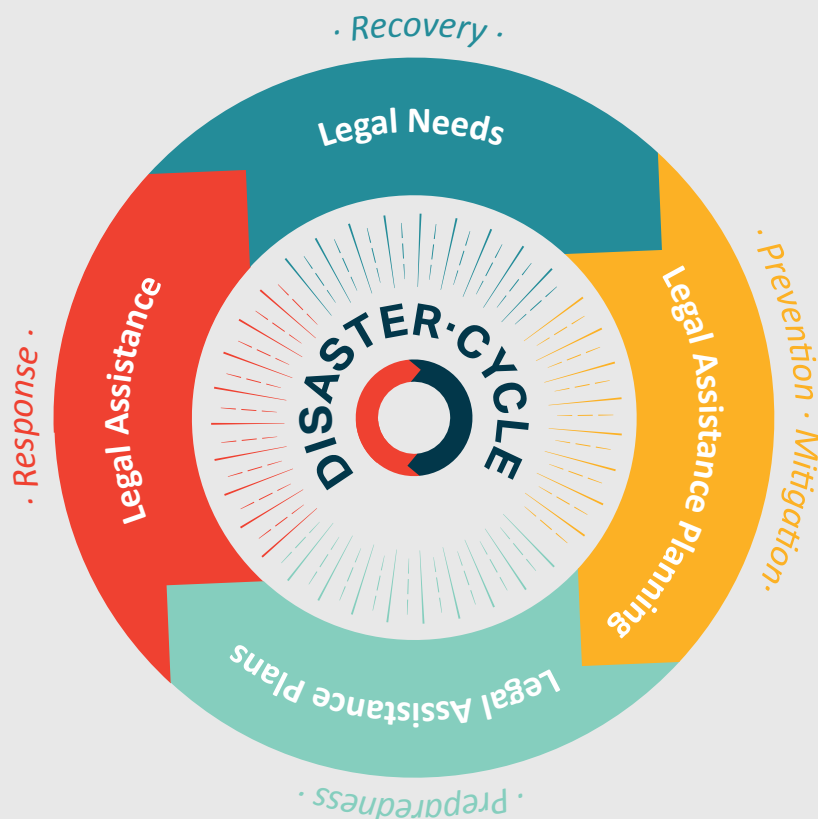 · Recovery ·
Legal Needs
· Prevention · Mitigation·
Legal Assistance Planning
· Preparedness ·
Legal Assistance Plans
· Response ·
Legal Assistance
DISASTER·CYCLE